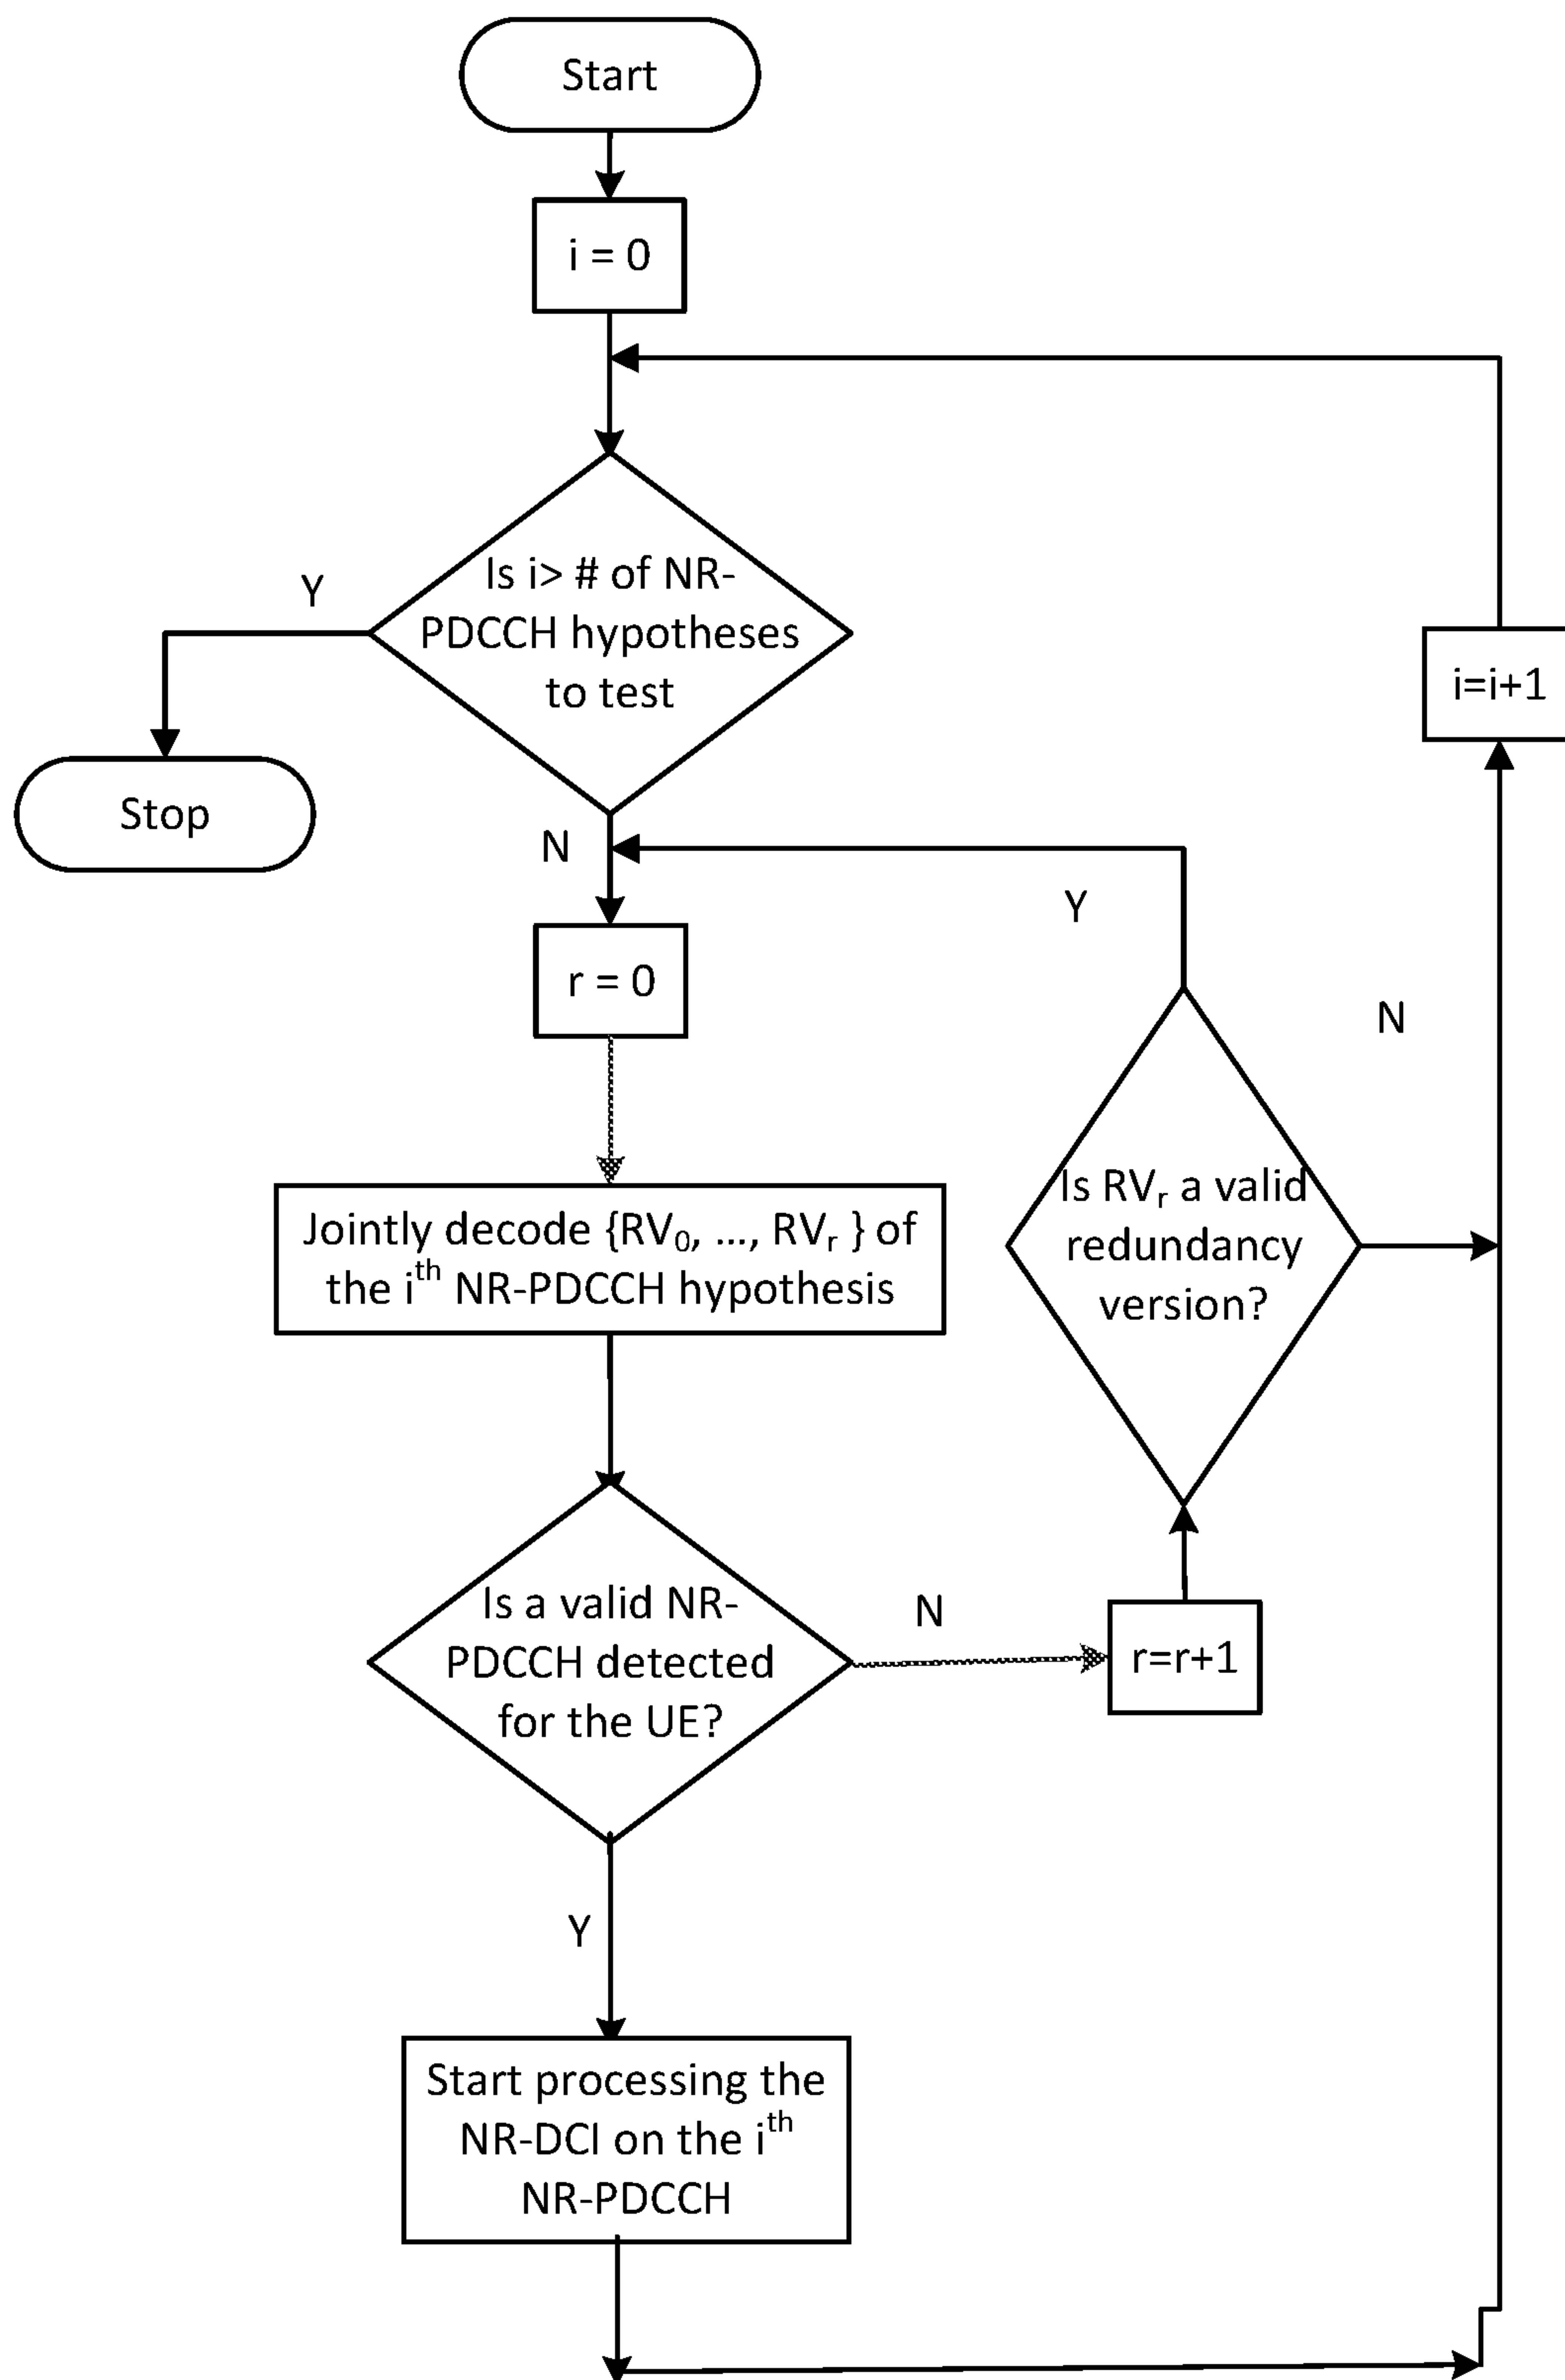 Start
i = 0
Is i> # of NR-
PDCCH hypotheses
to test
Y
Stop
i=i+1
N
Y
r = 0
N
Jointly decode {RV₀, ..., RVᵣ } of
the iᵗʰ NR-PDCCH hypothesis
Is RVᵣ a valid
redundancy
version?
Is a valid NR-
PDCCH detected
for the UE?
N
r=r+1
Y
Start processing the
NR-DCI on the iᵗʰ
NR-PDCCH